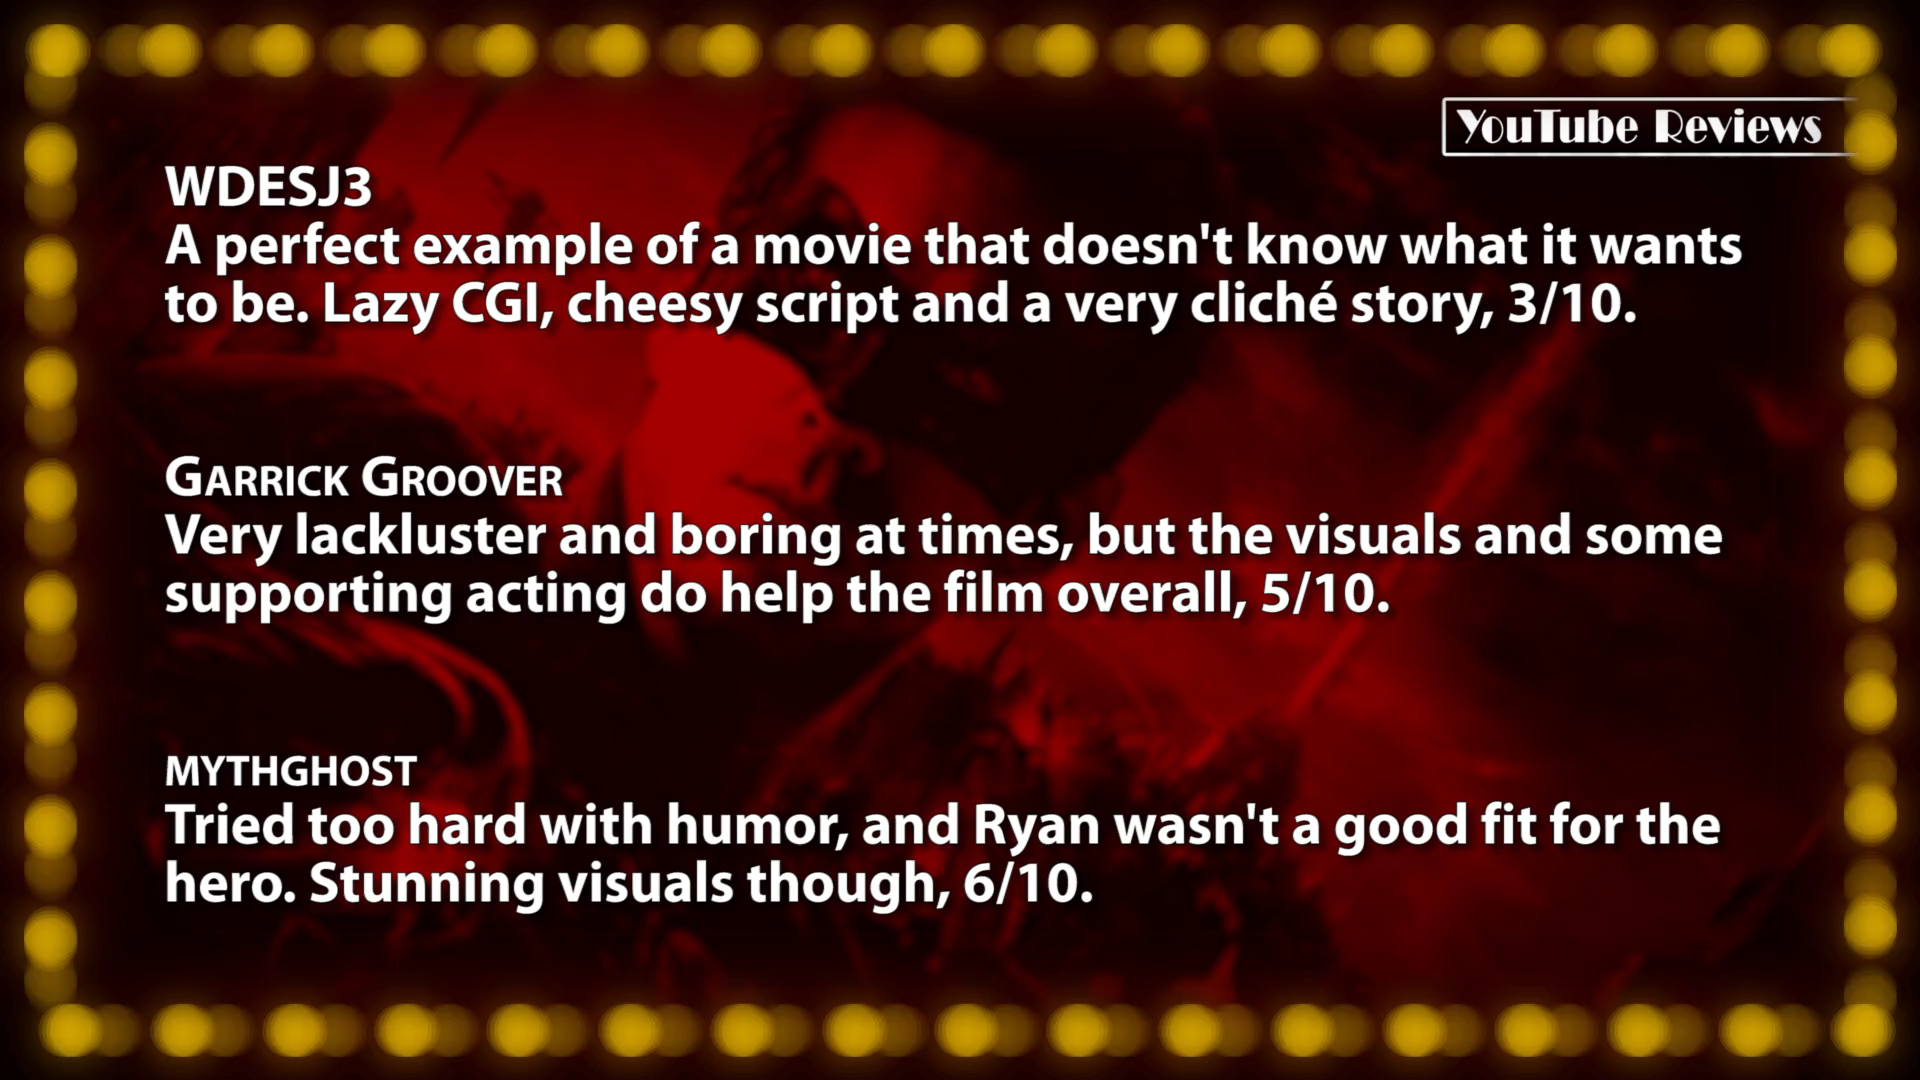 YouTube Reviews
WDESJ3
A perfect example of a movie that doesn't know what it wants
to be. Lazy CGI, cheesy script and a very cliché story, 3/10.
GARRICK GROOVER
Very lackluster and boring at times, but the visuals and some
supporting acting do help the film overall, 5/10.
MYTHGHOST
Tried too hard with humor, and Ryan wasn't a good fit for the
hero. Stunning visuals though, 6/10.